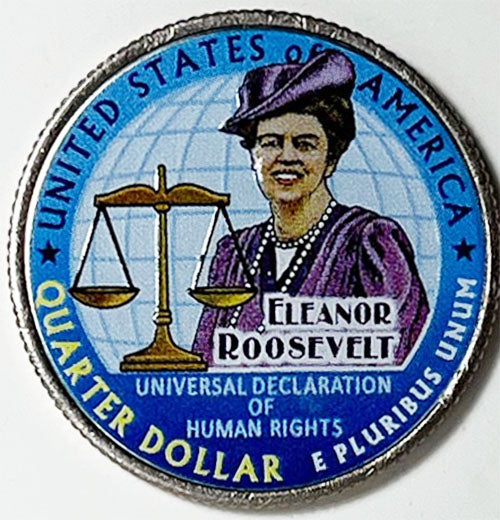 UNITED STATES of AMERICA
ELEANOR
ROOSEVELT
UNIVERSAL DECLARATION
OF
HUMAN RIGHTS
QUARTER DOLLAR
E PLURIBUS UNUM